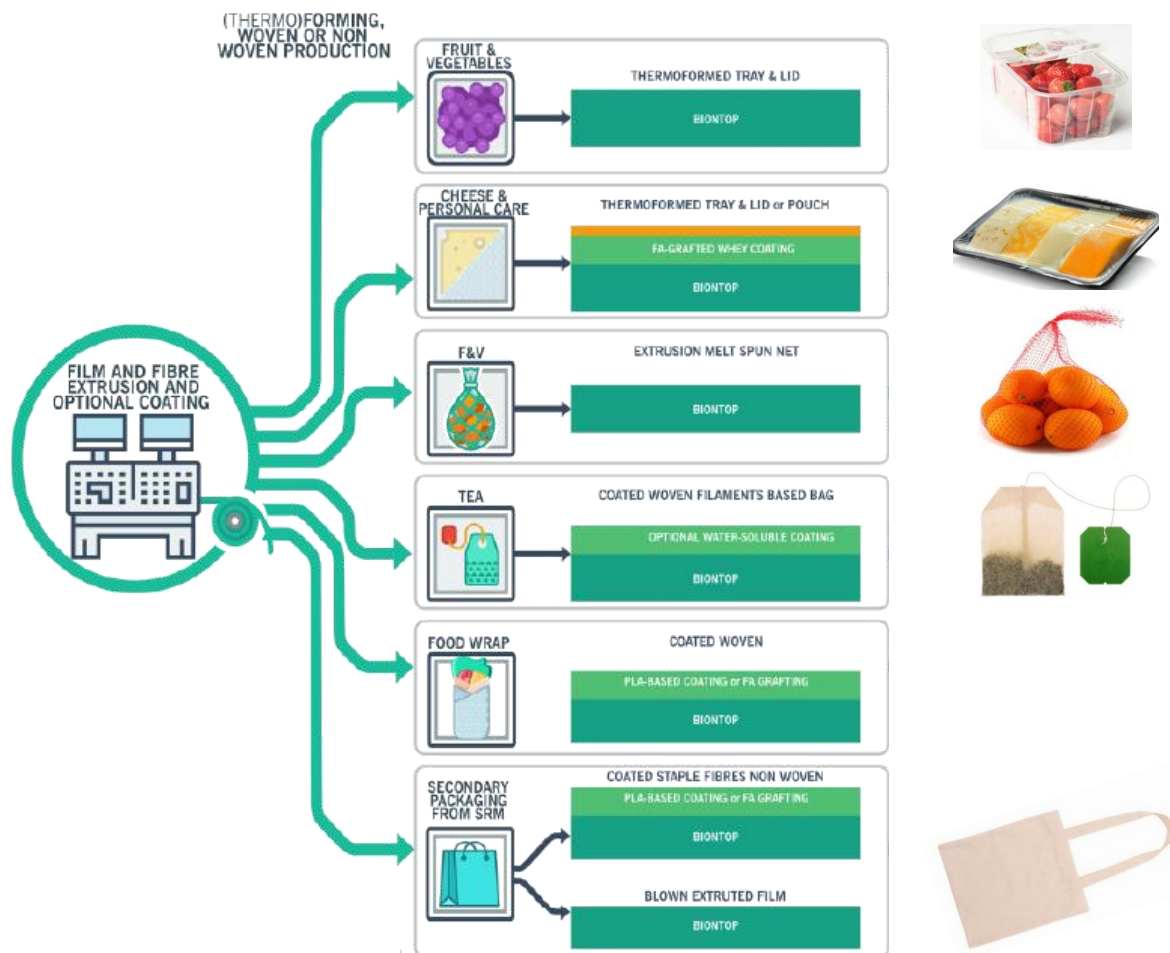 (THERMO)FORMING,
WOVEN OR NON
WOVEN PRODUCTION
FILM AND FIBRE
EXTRUSION AND
OPTIONAL COATING
FRUIT &
VEGETABLES
THERMOFORMED TRAY & LID
BIONTOP
CHEESE &
PERSONAL CARE
THERMOFORMED TRAY & LID or POUCH
FA-GRAFTED WHEY COATING
BIONTOP
F&V
EXTRUSION MELT SPUN NET
BIONTOP
TEA
COATED WOVEN FILAMENTS BASED BAG
OPTIONAL WATER-SOLUBLE COATING
BIONTOP
FOOD WRAP
COATED WOVEN
PLA-BASED COATING or FA GRAFTING
BIONTOP
SECONDARY
PACKAGING
FROM SRM
COATED STAPLE FIBRES NON WOVEN
PLA-BASED COATING or FA GRAFTING
BIONTOP
BLOWN EXTRUTED FILM
BIONTOP